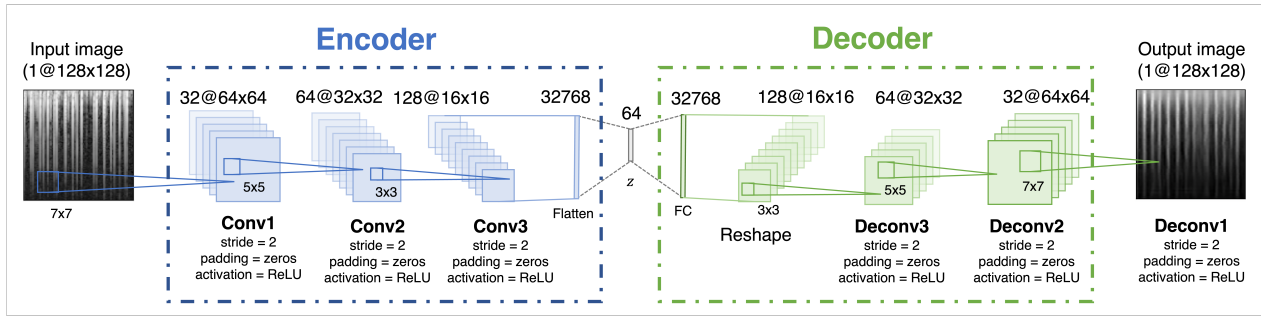 Encoder
Decoder
Input image
(1@128x128)
7x7
32@64x64
64@32x32
128@16x16
32768
5x5
3x3
Flatten
Conv1
stride = 2
padding = zeros
activation = ReLU
Conv2
stride = 2
padding = zeros
activation = ReLU
Conv3
stride = 2
padding = zeros
activation = ReLU
64
z
32768
128@16x16
64@32x32
32@64x64
FC
3x3
5x5
7x7
Reshape
Deconv3
stride = 2
padding = zeros
activation = ReLU
Deconv2
stride = 2
padding = zeros
activation = ReLU
Output image
(1@128x128)
Deconv1
stride = 2
padding = zeros
activation = ReLU